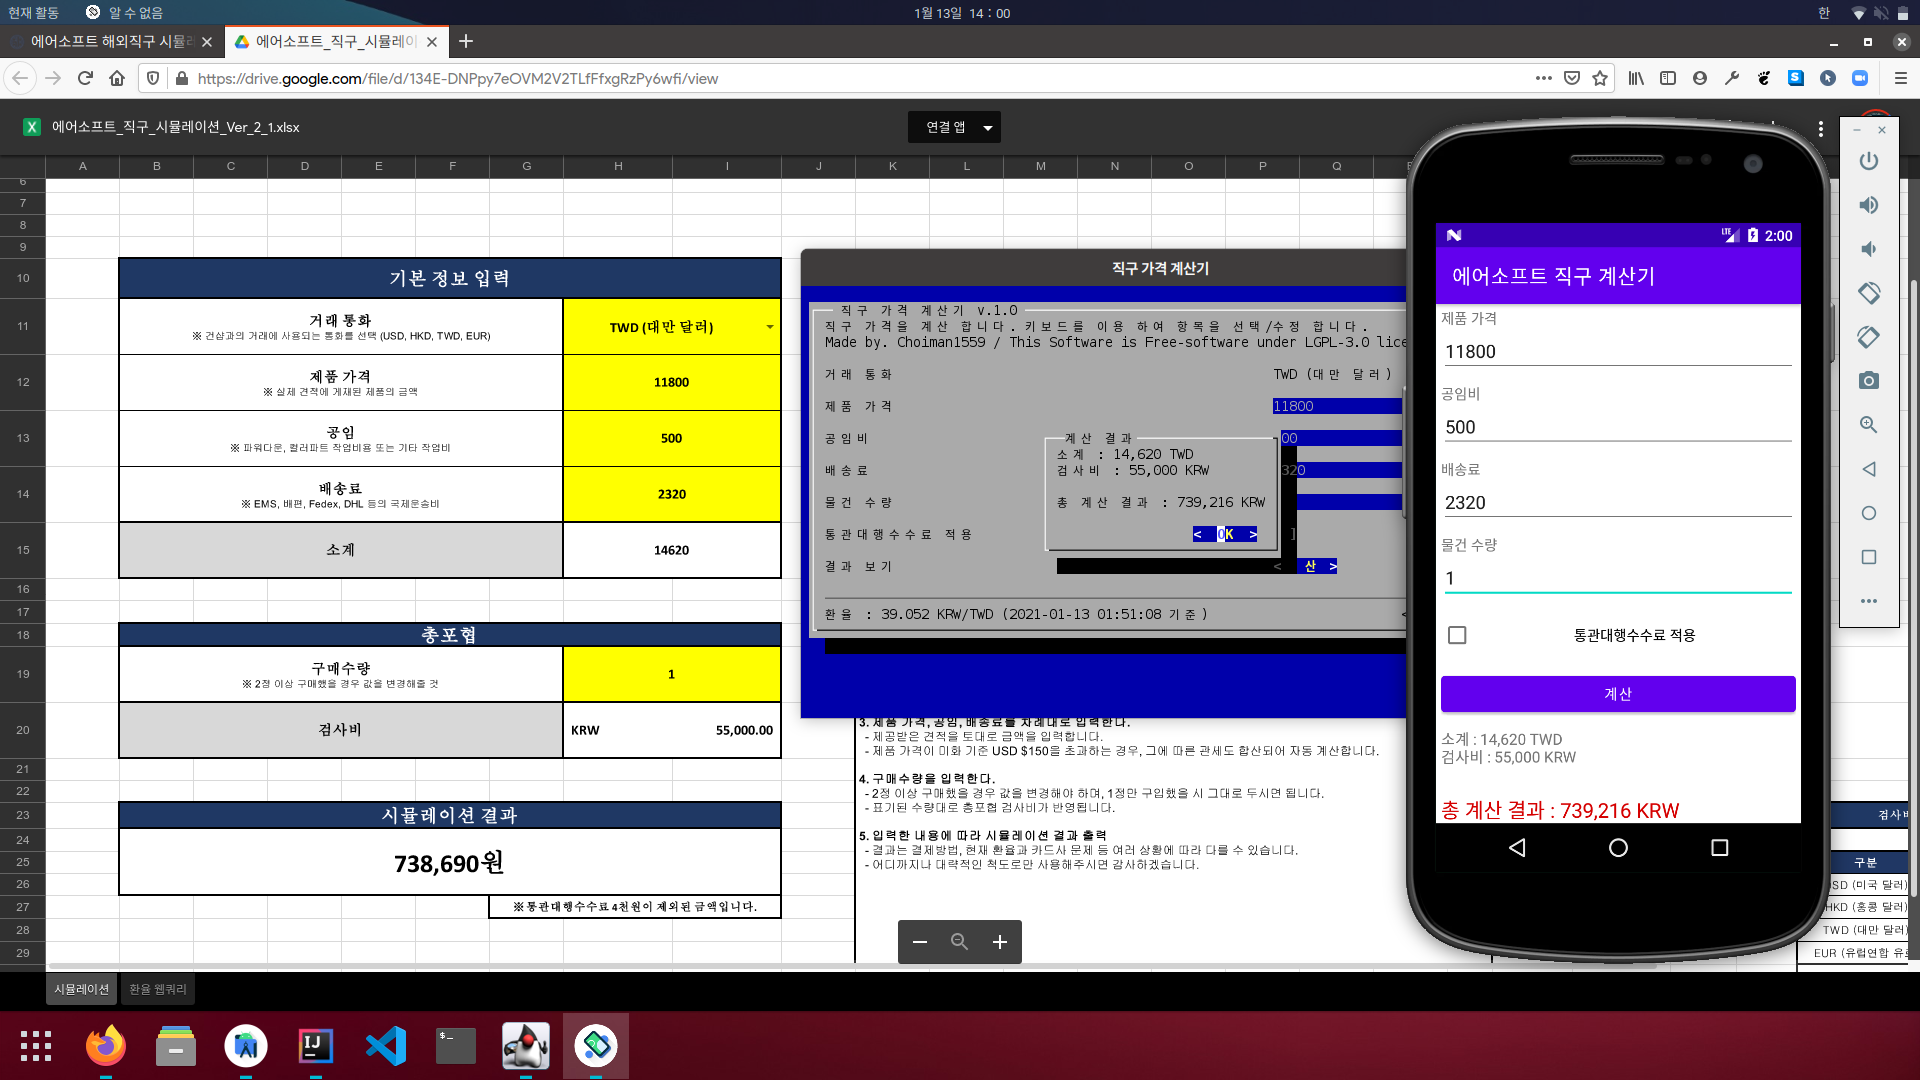 현재 활동
알 수 없음
1월 13일 14 : 00
한
에어소프트 해외직구 시뮬
에어소프트_직구_시뮬레이
https://drive.google.com/file/d/134E-DNPpy7eOVM2V2TLfFfxgRzPy6wfi/view
에어소프트_직구_시뮬레이션_Ver_2_1.xlsx
연결 앱
A B C D E F G H I J K L M N O P Q
6
7
8
9
10
기본 정보 입력
11
거래 통화
※ 건샵과의 거래에 사용되는 통화를 선택 (USD, HKD, TWD, EUR)
TWD (대만 달러)
12
제품 가격
※ 실제 견적에 게재된 제품의 금액
11800
13
공임
※ 파워다운, 컬러파트 작업비용 또는 기타 작업비
500
14
배송료
※ EMS, 배편, Fedex, DHL 등의 국제운송비
2320
15
소계
14620
16
17
18
총포협
19
구매수량
※ 2정 이상 구매했을 경우 값을 변경해줄 것
1
20
검사비
KRW 55,000.00
21
22
23
시뮬레이션 결과
24
25
738,690원
26
27
※통관대행수수료 4천원이 제외된 금액입니다.
28
29
직구 가격 계산기
직구 가격 계산기 v.1.0
직구 가격을 계산 합니다. 키보드를 이용 하여 항목을 선택/수정 합니다.
Made by. Choiman1559 / This Software is Free-software under LGPL-3.0 lice
거래 통화
TWD (대만 달러)
제품 가격
11800
공임비
00
배송료
320
물건 수량
통관대행수수료 적용
]
결과 보기
< 산 >
계산 결과
소계 : 14,620 TWD
검사비 : 55,000 KRW
총 계산 결과 : 739,216 KRW
< OK >
환율 : 39.052 KRW/TWD (2021-01-13 01:51:08 기준)
<
3. 제품 가격, 공임, 배송료를 차례대로 입력한다.
- 제공받은 견적을 토대로 금액을 입력합니다.
- 제품 가격이 미화 기준 USD $150을 초과하는 경우, 그에 따른 관세도 합산되어 자동 계산합니다.
4. 구매수량을 입력한다.
- 2정 이상 구매했을 경우 값을 변경해야 하며, 1정만 구입했을 시 그대로 두시면 됩니다.
- 표기된 수량대로 총포협 검사비가 반영됩니다.
5. 입력한 내용에 따라 시뮬레이션 결과 출력
- 결과는 결제방법, 현재 환율과 카드사 문제 등 여러 상황에 따라 다를 수 있습니다.
- 어디까지나 대략적인 척도로만 사용해주시면 감사하겠습니다.
LTE 2:00
에어소프트 직구 계산기
제품 가격
11800
공임비
500
배송료
2320
물건 수량
1
통관대행수수료 적용
계산
소계 : 14,620 TWD
검사비 : 55,000 KRW
총 계산 결과 : 739,216 KRW
검사비
구분
SD (미국 달러)
HKD (홍콩 달러)
TWD (대만 달러)
EUR (유럽연합 유로
시뮬레이션
환율 웹쿼리